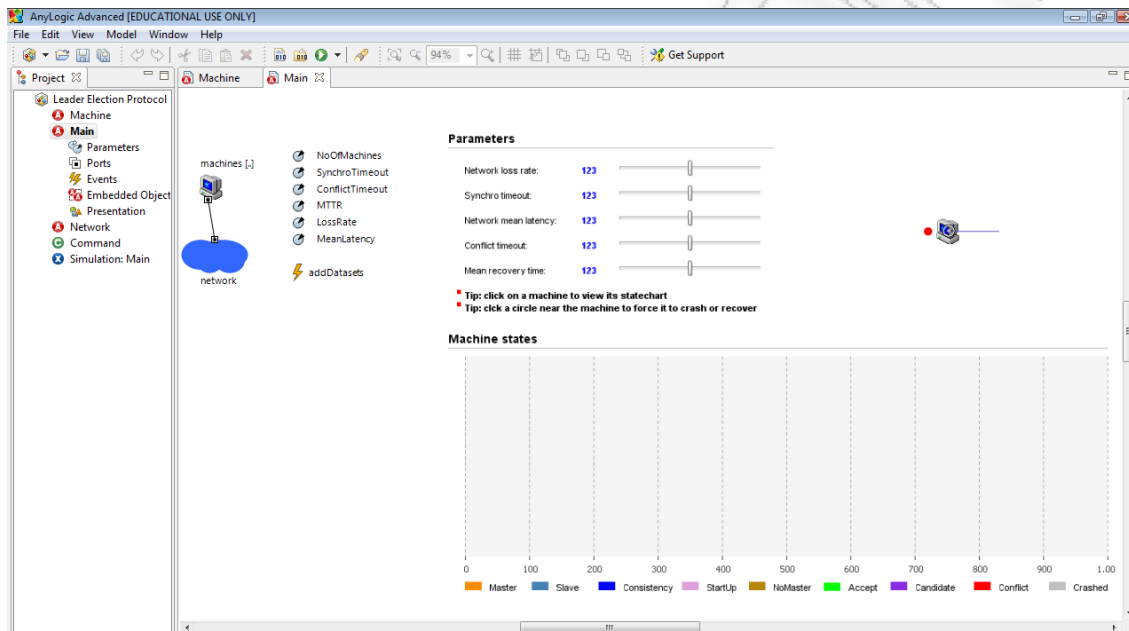 AnyLogic Advanced [EDUCATIONAL USE ONLY]
File Edit View Model Window Help
94%
Get Support
Project
Machine
Main
Leader Election Protocol
Machine
Main
Parameters
Ports
Events
Embedded Object
Presentation
Network
Command
Simulation: Main
machines [..]
network
NoOfMachines
SynchroTimeout
ConflictTimeout
MTTR
LossRate
MeanLatency
addDatasets
Parameters
Network loss rate: 123
Synchro timeout: 123
Network mean latency: 123
Conflict timeout: 123
Mean recovery time: 123
Tip: click on a machine to view its statechart
Tip: clck a circle near the machine to force it to crash or recover
Machine states
0 100 200 300 400 500 600 700 800 900 1.00
Master Slave Consistency StartUp NoMaster Accept Candidate Conflict Crashed